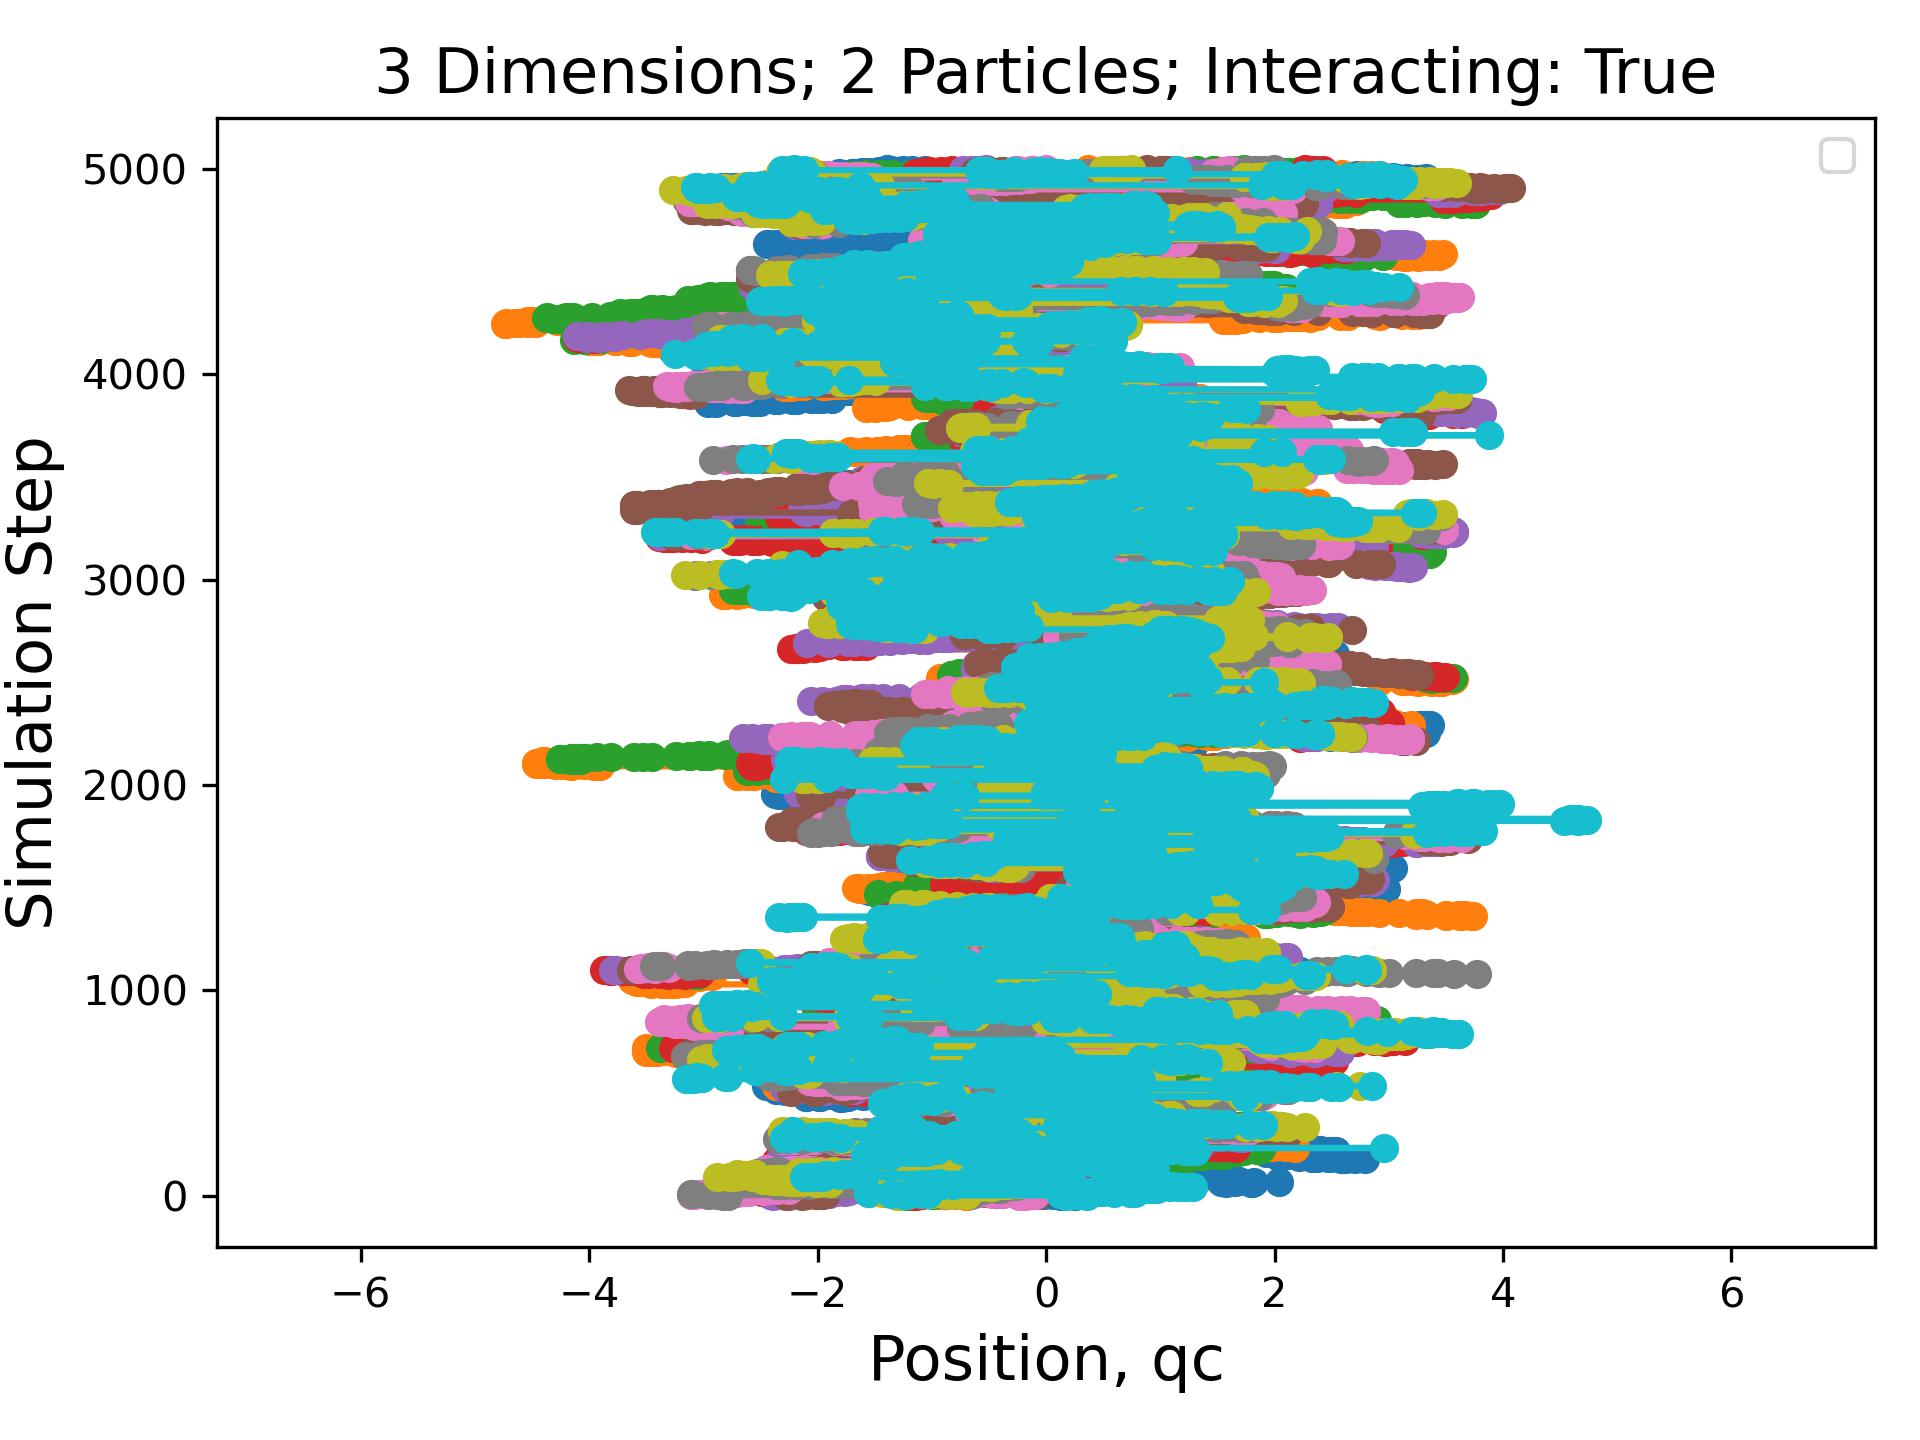 3 Dimensions; 2 Particles; Interacting: True
5000
4000
3000
2000
1000
0
Simulation Step
−6 −4 −2 0 2 4 6
Position, qc